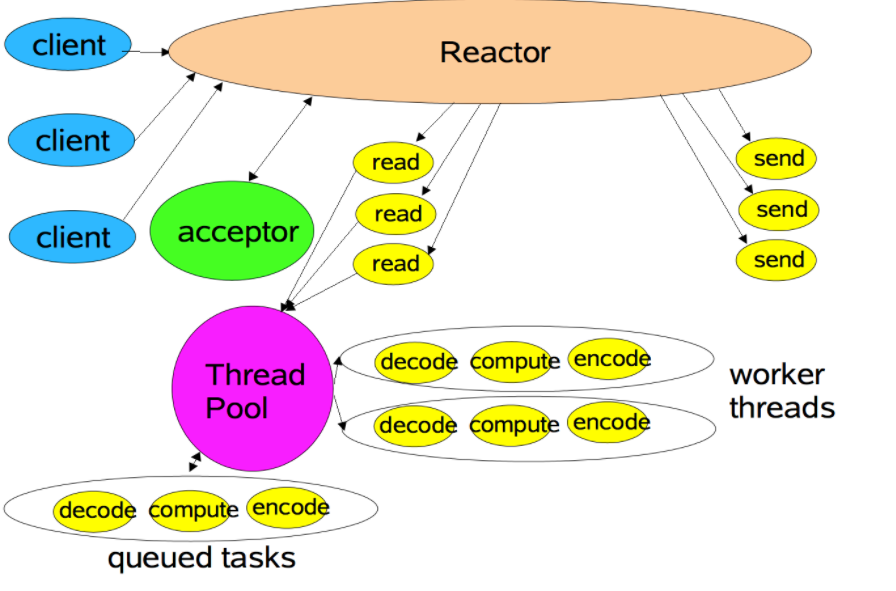 client
Reactor
client
read
send
client
acceptor
read
send
read
send
Thread
Pool
decode compute encode
worker
threads
decode compute encode
decode compute encode
queued tasks